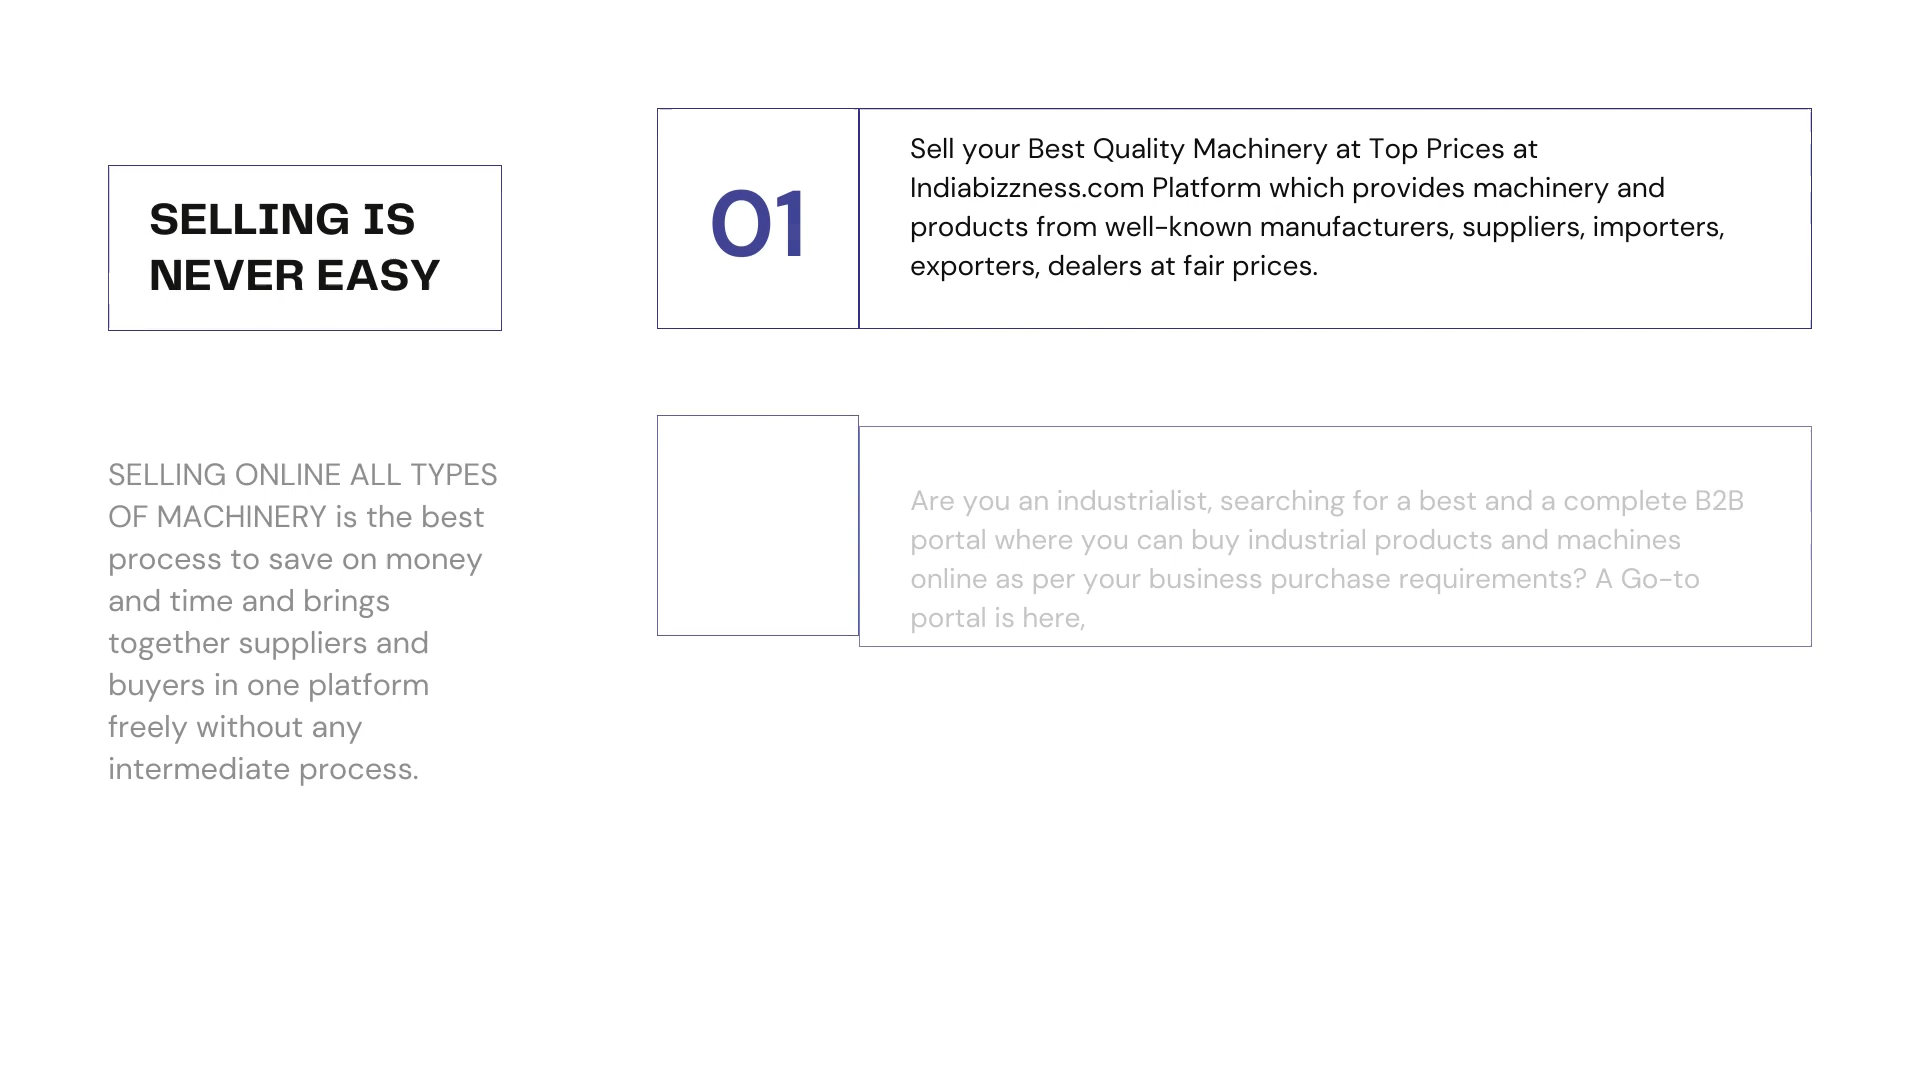 SELLING IS
NEVER EASY
SELLING ONLINE ALL TYPES
OF MACHINERY is the best
process to save on money
and time and brings
together suppliers and
buyers in one platform
freely without any
intermediate process.
01
Sell your Best Quality Machinery at Top Prices at
Indiabizzness.com Platform which provides machinery and
products from well-known manufacturers, suppliers, importers,
exporters, dealers at fair prices.
Are you an industrialist, searching for a best and a complete B2B
portal where you can buy industrial products and machines
online as per your business purchase requirements? A Go-to
portal is here,